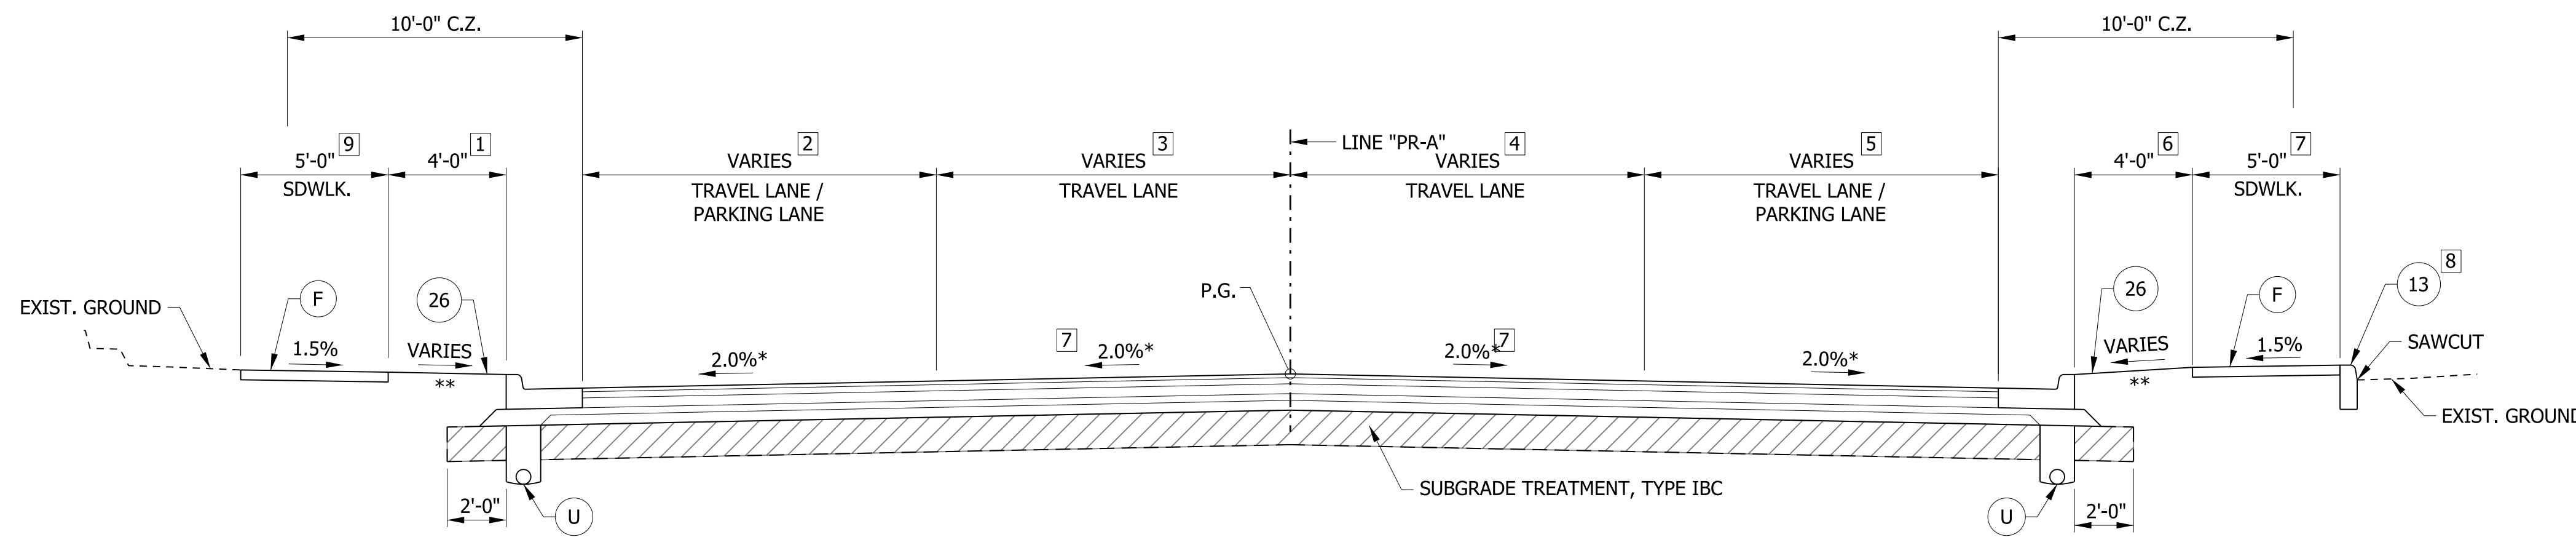 10'-0" C.Z.
10'-0" C.Z.
LINE "PR-A"
5'-0" 9
SDWLK.
4'-0" 1
VARIES 2
TRAVEL LANE /
PARKING LANE
VARIES 3
TRAVEL LANE
VARIES 4
TRAVEL LANE
VARIES 5
TRAVEL LANE /
PARKING LANE
4'-0" 6
5'-0" 7
SDWLK.
EXIST. GROUND
F
26
P.G.
26
F
13 8
SAWCUT
1.5%
VARIES
**
2.0%*
7
2.0%*
2.0%*
7
2.0%*
VARIES
**
1.5%
EXIST. GROUND
SUBGRADE TREATMENT, TYPE IBC
2'-0"
U
U
2'-0"